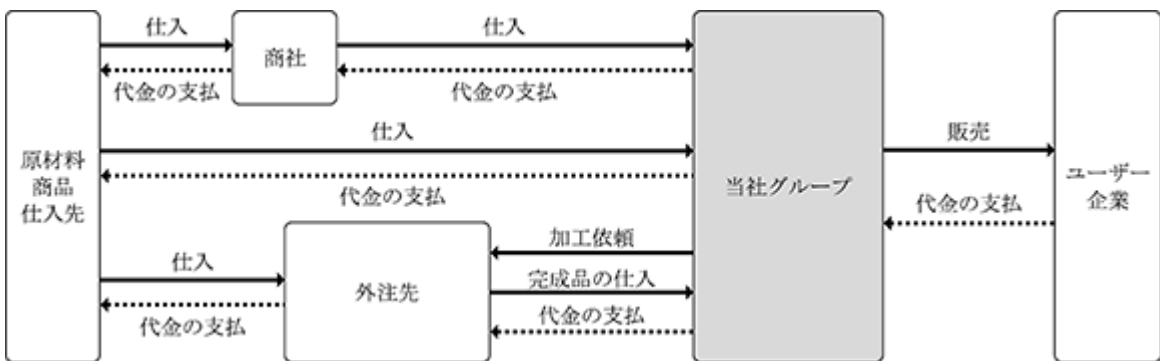 仕入
仕入
商社
代金の支払
代金の支払
仕入
販売
原材料
商品
仕入先
当社グループ
ユーザー
企業
代金の支払
代金の支払
加工依頼
仕入
完成品の仕入
外注先
代金の支払
代金の支払